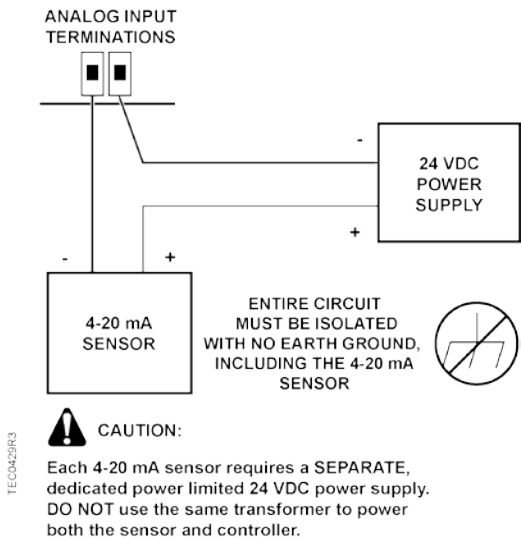 ANALOG INPUT
TERMINATIONS
-
24 VDC
POWER
SUPPLY
+
-
+
4-20 mA
SENSOR
ENTIRE CIRCUIT
MUST BE ISOLATED
WITH NO EARTH GROUND,
INCLUDING THE 4-20 mA
SENSOR
TEC0429R3
CAUTION:
Each 4-20 mA sensor requires a SEPARATE,
dedicated power limited 24 VDC power supply.
DO NOT use the same transformer to power
both the sensor and controller.